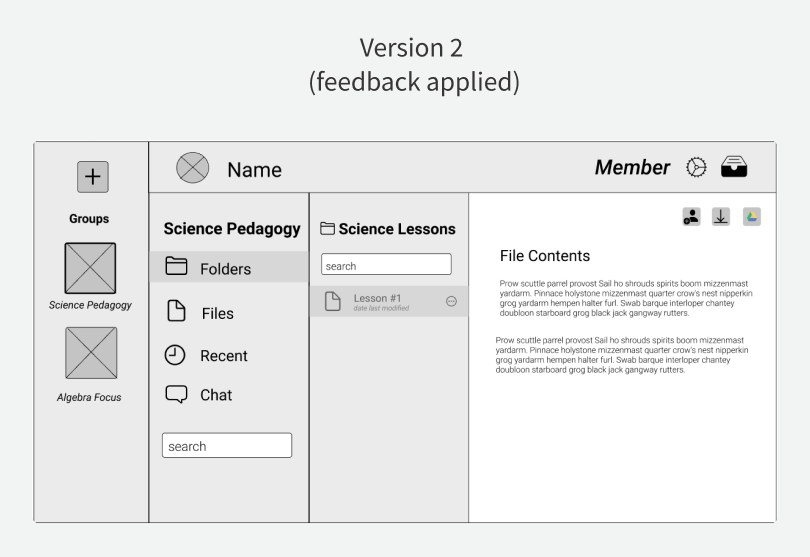 Version 2
(feedback applied)
Name
Member
Groups
Science Pedagogy
Algebra Focus
Science Pedagogy
Folders
Files
Recent
Chat
search
Science Lessons
search
Lesson #1
date last modified
File Contents
Prow scuttle parrel provost Sail ho shrouds spirits boom mizzenmast
yardarm. Pinnace holystone mizzenmast quarter crow's nest nipperkin
grog yardarm hempen halter furl. Swab barque interloper chantey
doubloon starboard grog black jack gangway rutters.
Prow scuttle parrel provost Sail ho shrouds spirits boom mizzenmast
yardarm. Pinnace holystone mizzenmast quarter crow's nest nipperkin
grog yardarm hempen halter furl. Swab barque interloper chantey
doubloon starboard grog black jack gangway rutters.